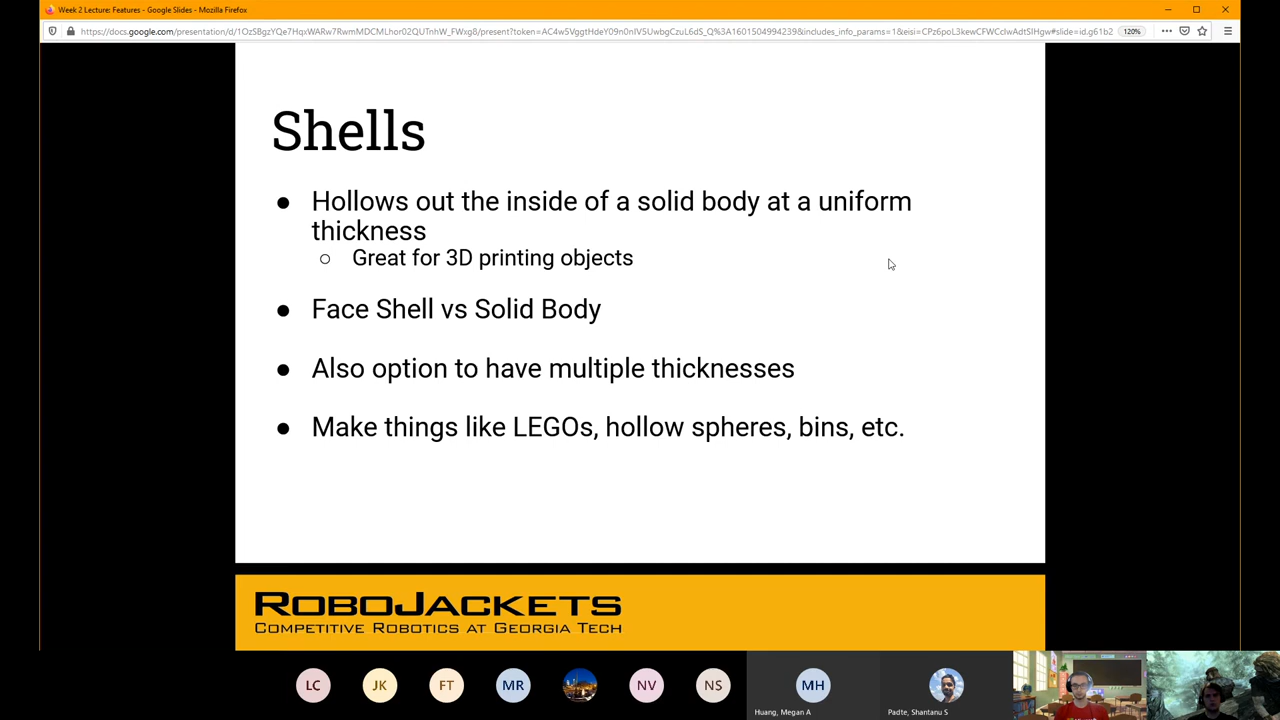 Week 2 Lecture: Features - Google Slides - Mozilla Firefox
120%
Shells
● Hollows out the inside of a solid body at a uniform
thickness
○ Great for 3D printing objects
● Face Shell vs Solid Body
● Also option to have multiple thicknesses
● Make things like LEGOs, hollow spheres, bins, etc.
ROBOJACKETS
COMPETITIVE ROBOTICS AT GEORGIA TECH
LC JK FT MR NV NS MH
Huang, Megan A
Padte, Shantanu S